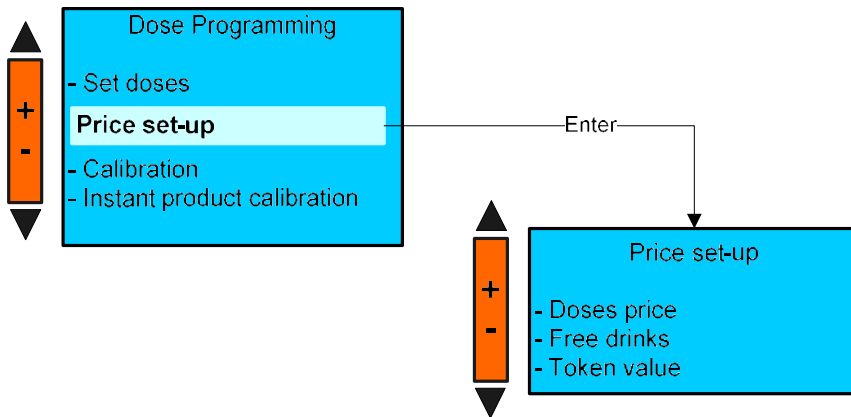 Dose Programming
+
-
- Set doses
Price set-up
- Calibration
- Instant product calibration
Enter
Price set-up
+
-
- Doses price
- Free drinks
- Token value